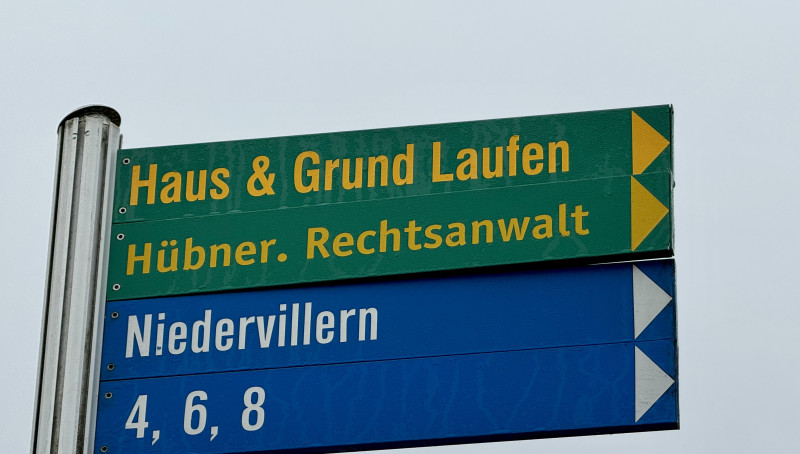 Haus & Grund Laufen
Hübner. Rechtsanwalt
Niedervillern
4, 6, 8